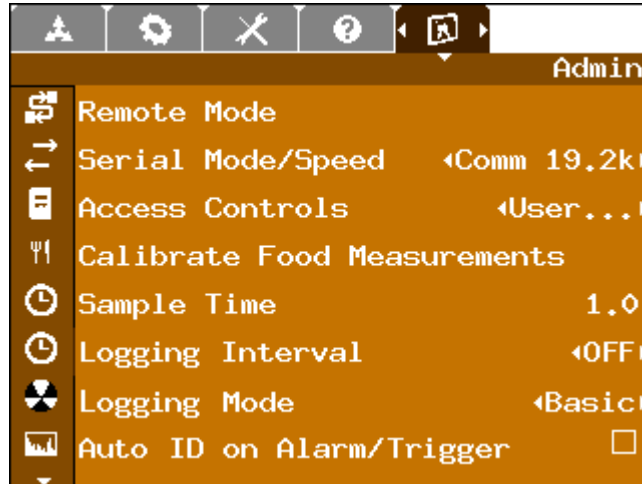 Admin
Remote Mode
Serial Mode/Speed Comm 19.2k
Access Controls User...
Calibrate Food Measurements
Sample Time 1.0
Logging Interval OFF
Logging Mode Basic
Auto ID on Alarm/Trigger